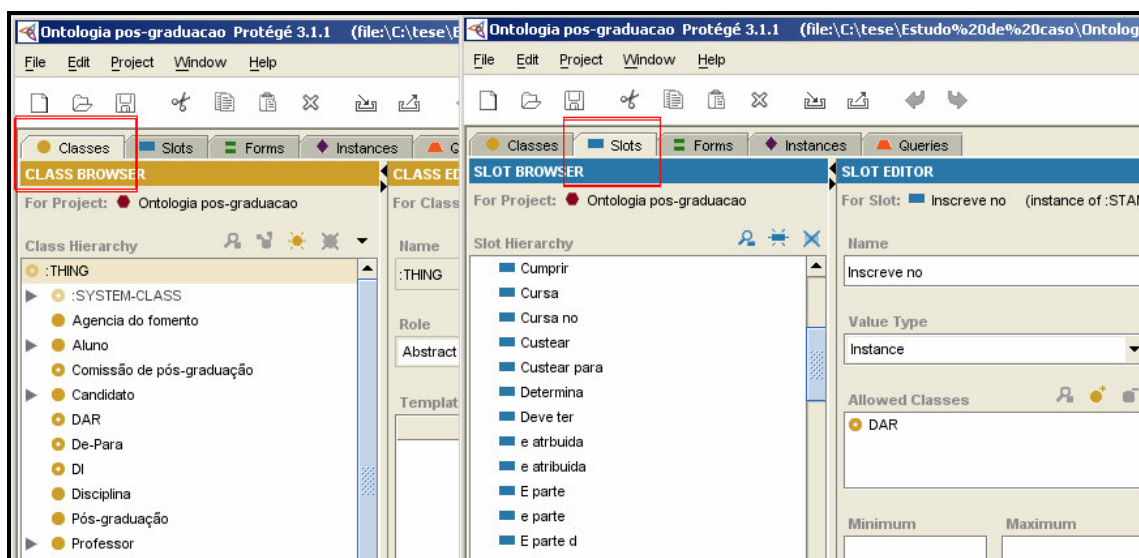 Ontologia pos-graduacao Protégé 3.1.1 (file:\C:\tese\E
File Edit Project Window Help
Classes Slots Forms Instances Q
CLASS BROWSER
For Project: Ontologia pos-graduacao
Class Hierarchy
:THING
:SYSTEM-CLASS
Agencia do fomento
Aluno
Comissão de pós-graduação
Candidato
DAR
De-Para
DI
Disciplina
Pós-graduação
Professor
CLASS ED
For Class
Name
:THING
Role
Abstract
Templat
Ontologia pos-graduacao Protégé 3.1.1 (file:\C:\tese\Estudo%20de%20caso\Ontolog
File Edit Project Window Help
Classes Slots Forms Instances Queries
SLOT BROWSER
For Project: Ontologia pos-graduacao
Slot Hierarchy
Cumprir
Cursa
Cursa no
Custear
Custear para
Determina
Deve ter
e atrbuida
e atribuida
E parte
e parte
E parte d
SLOT EDITOR
For Slot: Inscreve no (instance of :STAN
Name
Inscreve no
Value Type
Instance
Allowed Classes
DAR
Minimum Maximum